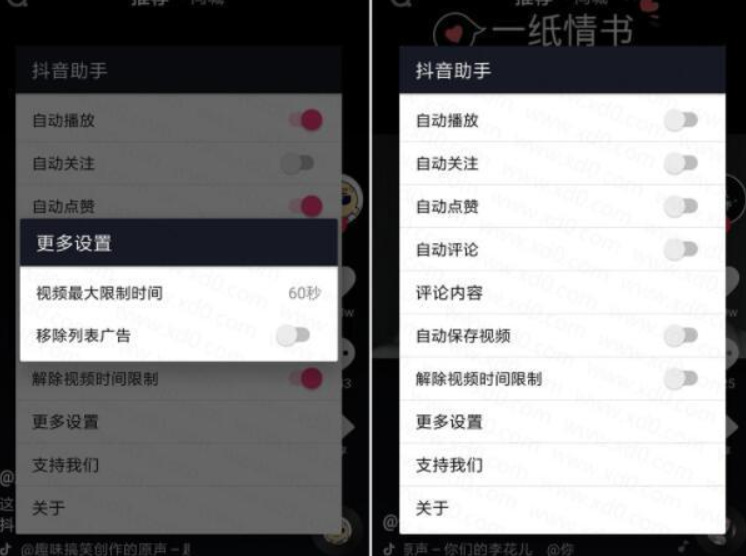 推荐 同城
抖音助手
自动播放
自动关注
自动点赞
更多设置
视频最大限制时间 60秒
移除列表广告
解除视频时间限制
更多设置
支持我们
关于
@
这
抖
@趣味搞笑创作的原声 -
推荐 同城
一纸情书
抖音助手
自动播放
自动关注
自动点赞
自动评论
评论内容
自动保存视频
解除视频时间限制
更多设置
支持我们
关于
@
原声 - 你们的李花儿 @你
www.xd0.com